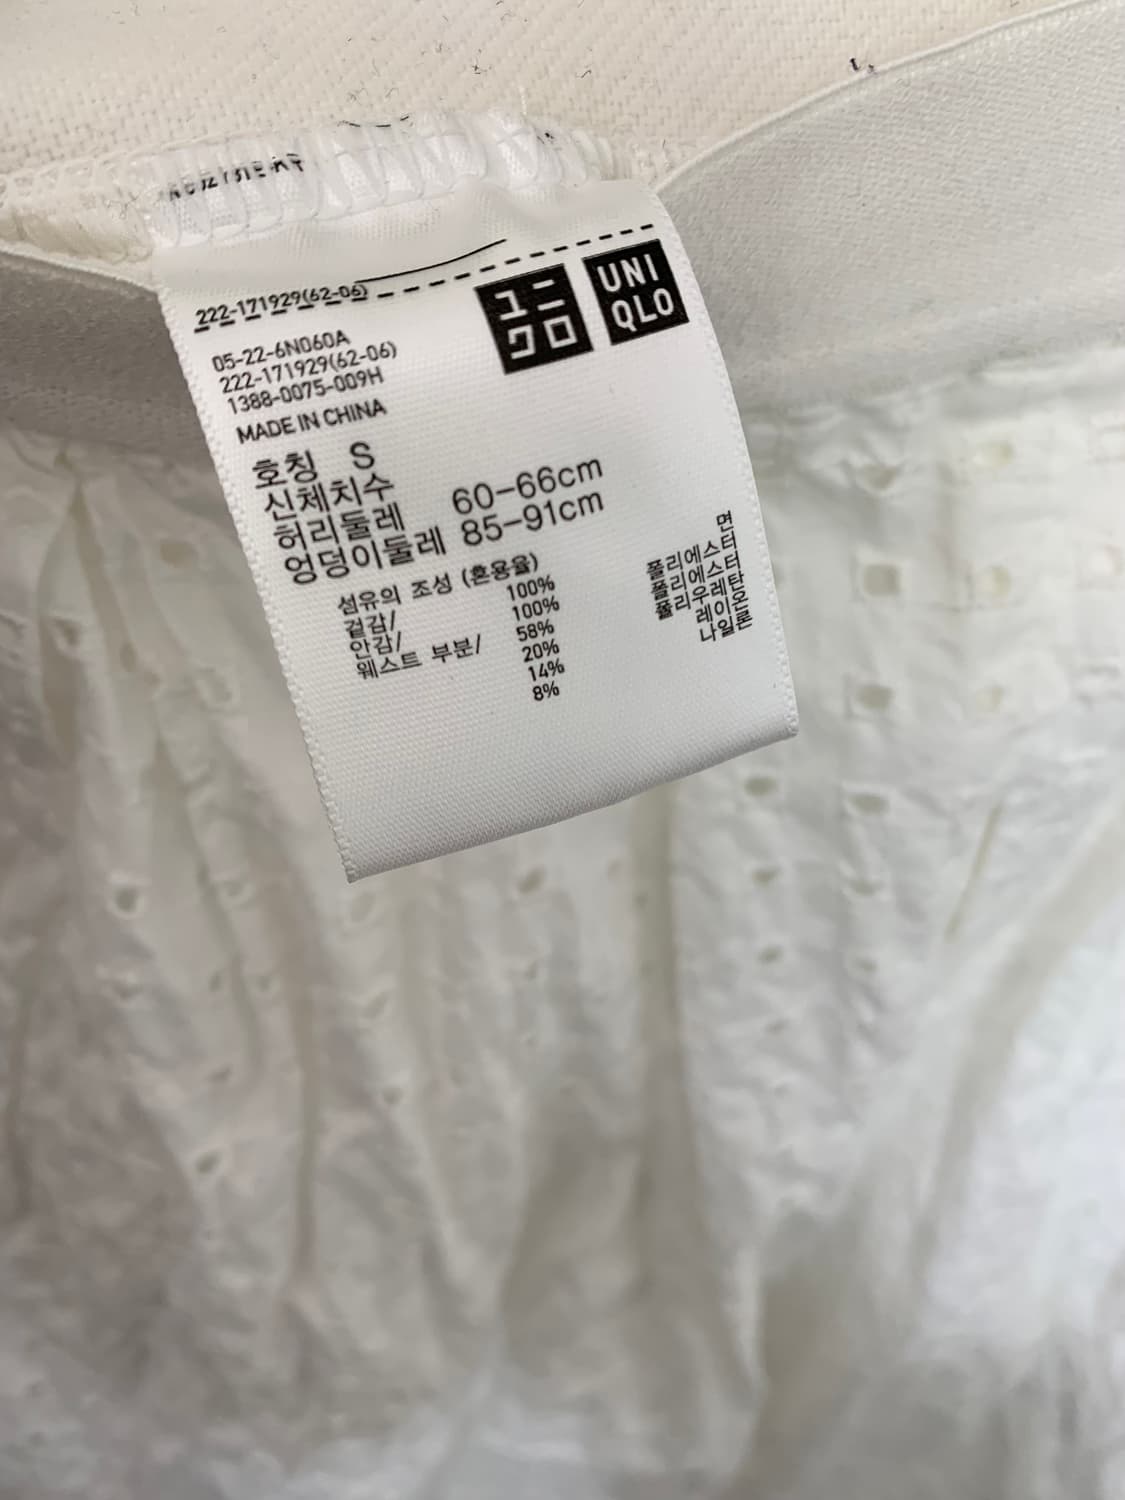 222-171929(62-06)
ユニ
クロ
UNI
QLO
05-22-6N060A
222-171929(62-06)
1388-0075-009H
MADE IN CHINA
호칭 S
신체치수
허리둘레 60-66cm
엉덩이둘레 85-91cm
섬유의 조성 (혼용율)
겉감/ 100% 면
안감/ 100% 폴리에스터
웨스트 부분/ 58% 폴리에스터
20% 폴리우레탄
14% 레이온
8% 나일론